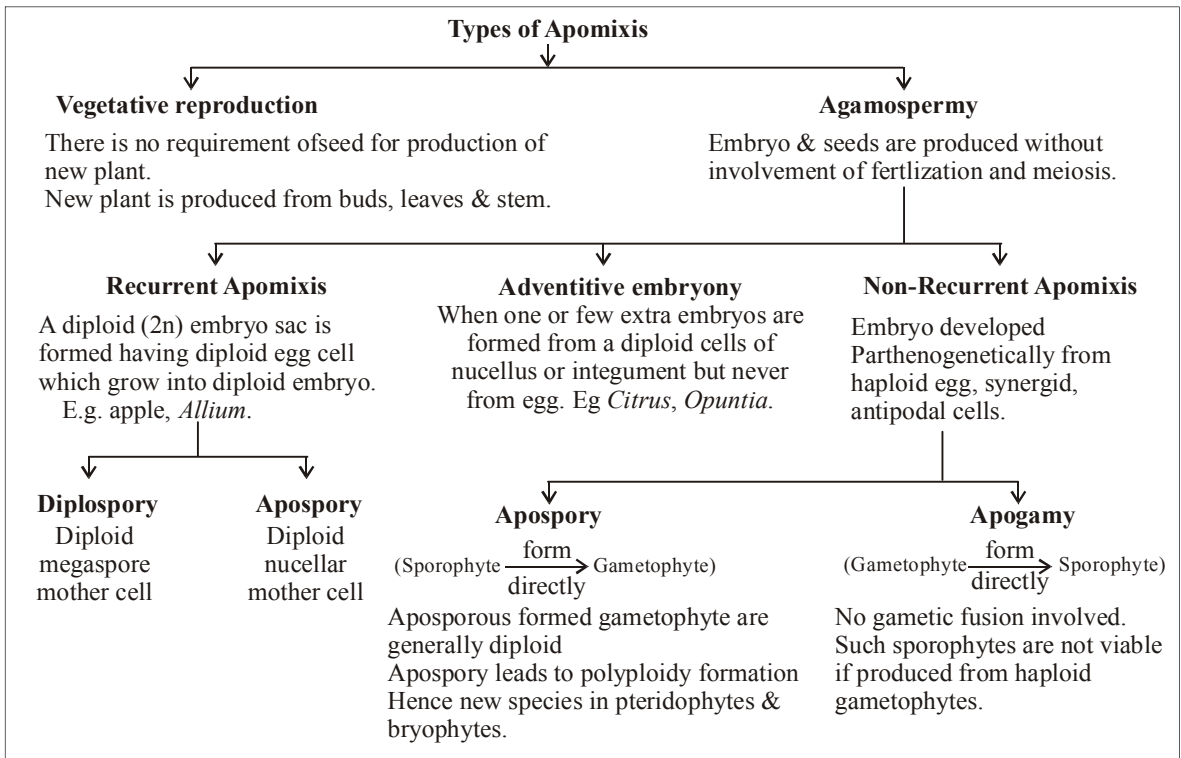 Types of Apomixis
Vegetative reproduction
There is no requirement ofseed for production of
new plant.
New plant is produced from buds, leaves & stem.
Agamospermy
Embryo & seeds are produced without
involvement of fertlization and meiosis.
Recurrent Apomixis
A diploid (2n) embryo sac is
formed having diploid egg cell
which grow into diploid embryo.
E.g. apple, Allium.
Adventitive embryony
When one or few extra embryos are
formed from a diploid cells of
nucellus or integument but never
from egg. Eg Citrus, Opuntia.
Non-Recurrent Apomixis
Embryo developed
Parthenogenetically from
haploid egg, synergid,
antipodal cells.
Diplospory
Diploid
megaspore
mother cell
Apospory
Diploid
nucellar
mother cell
Apospory
(Sporophyte form directly Gametophyte)
Aposporous formed gametophyte are
generally diploid
Apospory leads to polyploidy formation
Hence new species in pteridophytes &
bryophytes.
Apogamy
(Gametophyte form directly Sporophyte)
No gametic fusion involved.
Such sporophytes are not viable
if produced from haploid
gametophytes.